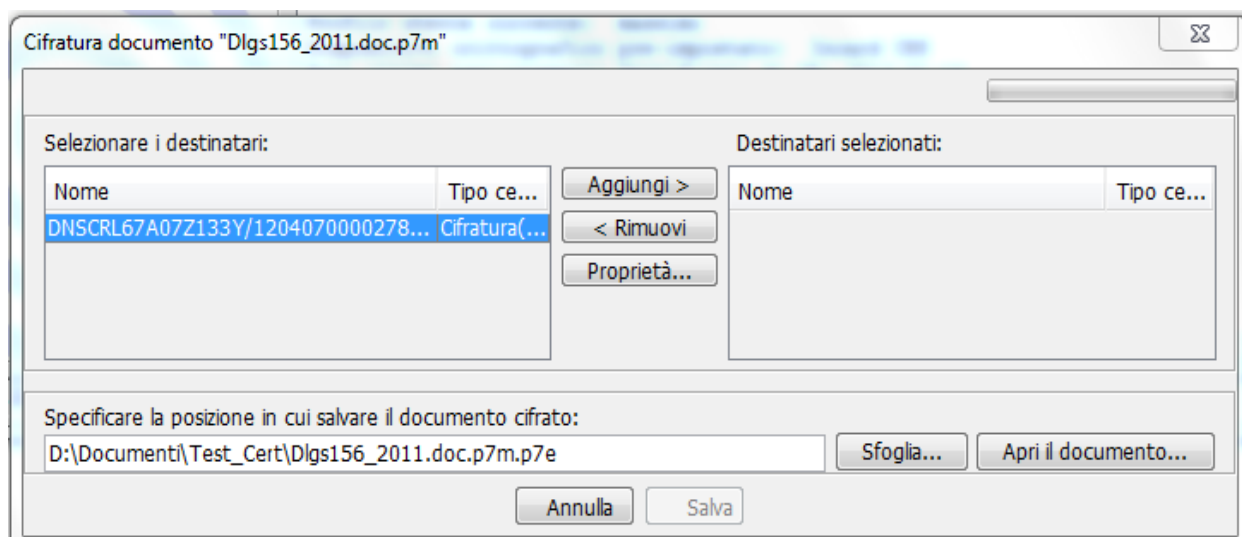 Cifratura documento "Dlgs156_2011.doc.p7m"
Selezionare i destinatari:
Destinatari selezionati:
Nome Tipo ce...
Aggiungi >
Nome Tipo ce...
DNSCRL67A07Z133Y/1204070000278... Cifratura(...
< Rimuovi
Proprietà...
Specificare la posizione in cui salvare il documento cifrato:
D:\Documenti\Test_Cert\Dlgs156_2011.doc.p7m.p7e
Sfoglia...
Apri il documento...
Annulla
Salva